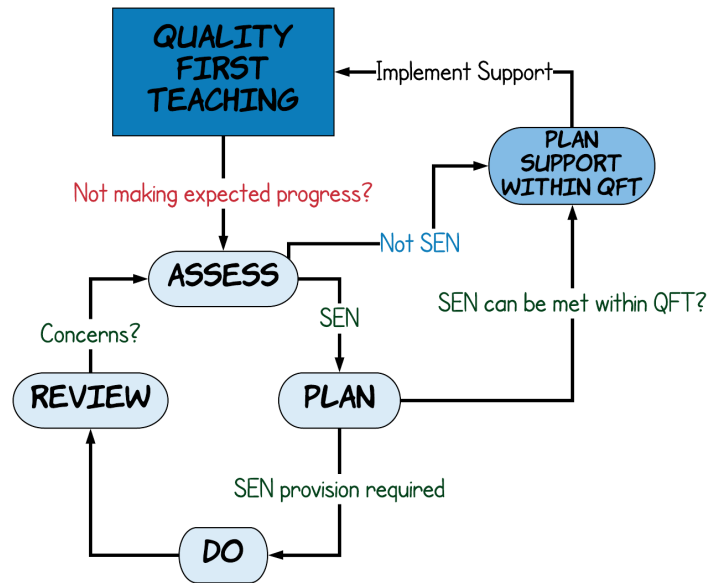 QUALITY
FIRST
TEACHING
Implement Support
PLAN
SUPPORT
WITHIN QFT
Not making expected progress?
Not SEN
ASSESS
SEN can be met within QFT?
SEN
Concerns?
REVIEW
PLAN
SEN provision required
DO